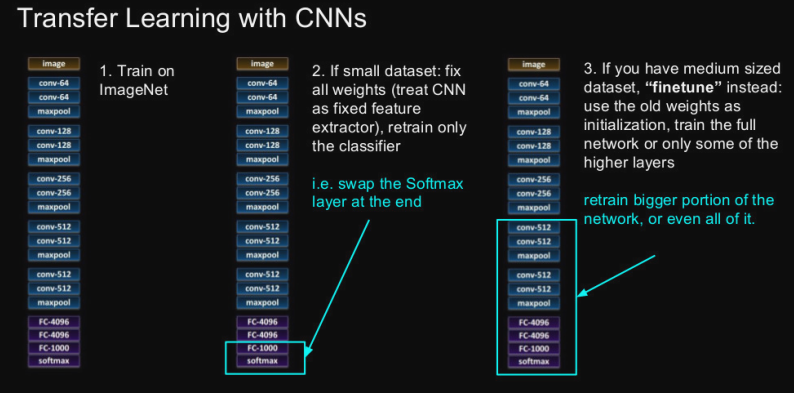 Transfer Learning with CNNs
image
conv-64
conv-64
maxpool
conv-128
conv-128
maxpool
conv-256
conv-256
maxpool
conv-512
conv-512
maxpool
conv-512
conv-512
maxpool
FC-4096
FC-4096
FC-1000
softmax
1. Train on
ImageNet
image
conv-64
conv-64
maxpool
conv-128
conv-128
maxpool
conv-256
conv-256
maxpool
conv-512
conv-512
maxpool
conv-512
conv-512
maxpool
FC-4096
FC-4096
FC-1000
softmax
2. If small dataset: fix
all weights (treat CNN
as fixed feature
extractor), retrain only
the classifier
i.e. swap the Softmax
layer at the end
image
conv-64
conv-64
maxpool
conv-128
conv-128
maxpool
conv-256
conv-256
maxpool
conv-512
conv-512
maxpool
conv-512
conv-512
maxpool
FC-4096
FC-4096
FC-1000
softmax
3. If you have medium sized
dataset, “finetune” instead:
use the old weights as
initialization, train the full
network or only some of the
higher layers
retrain bigger portion of the
network, or even all of it.